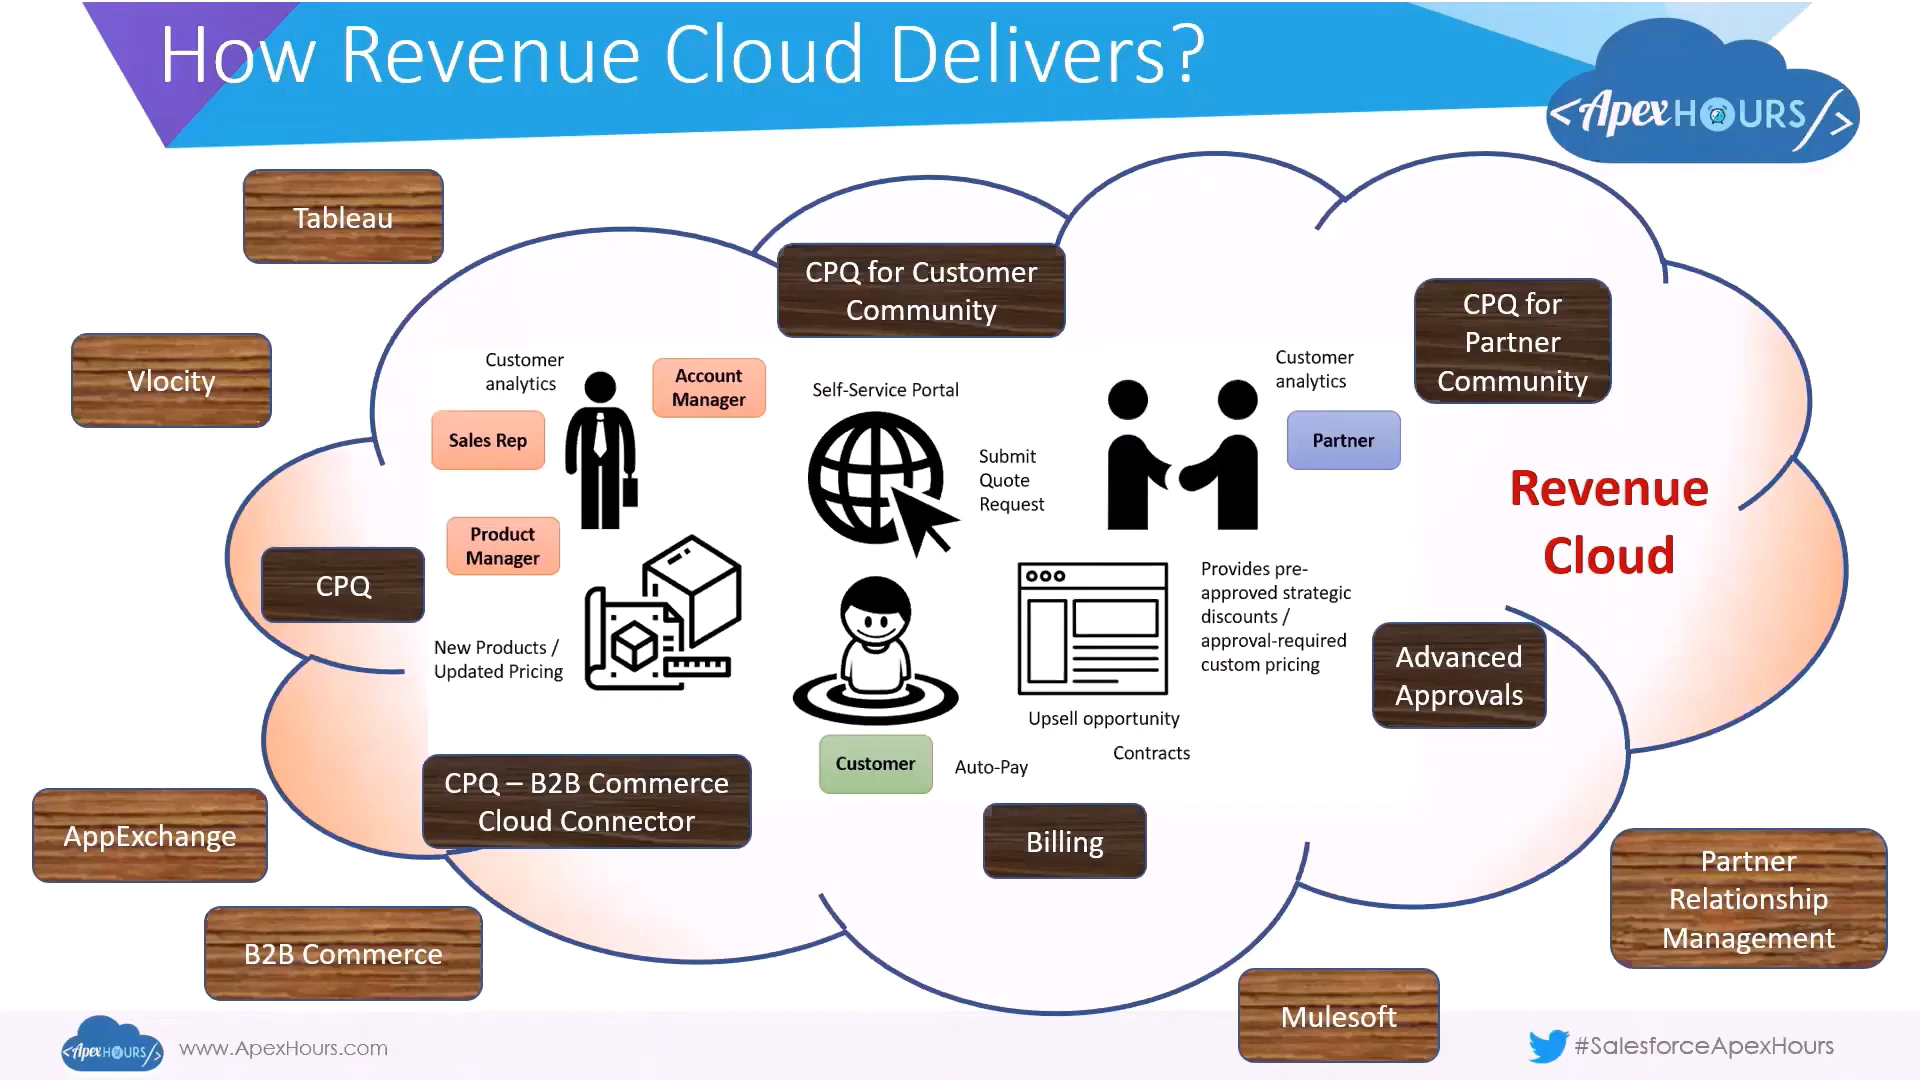 How Revenue Cloud Delivers?
<ApexHOURS/>
Tableau
CPQ for Customer
Community
CPQ for
Partner
Community
Vlocity
Customer
analytics
Account
Manager
Sales Rep
Self-Service Portal
Submit
Quote
Request
Customer
analytics
Partner
Revenue
Cloud
Product
Manager
CPQ
New Products /
Updated Pricing
Provides pre-
approved strategic
discounts /
approval-required
custom pricing
Advanced
Approvals
Upsell opportunity
Contracts
Customer
Auto-Pay
CPQ – B2B Commerce
Cloud Connector
Billing
AppExchange
B2B Commerce
Partner
Relationship
Management
Mulesoft
<ApexHOURS/>
www.ApexHours.com
#SalesforceApexHours